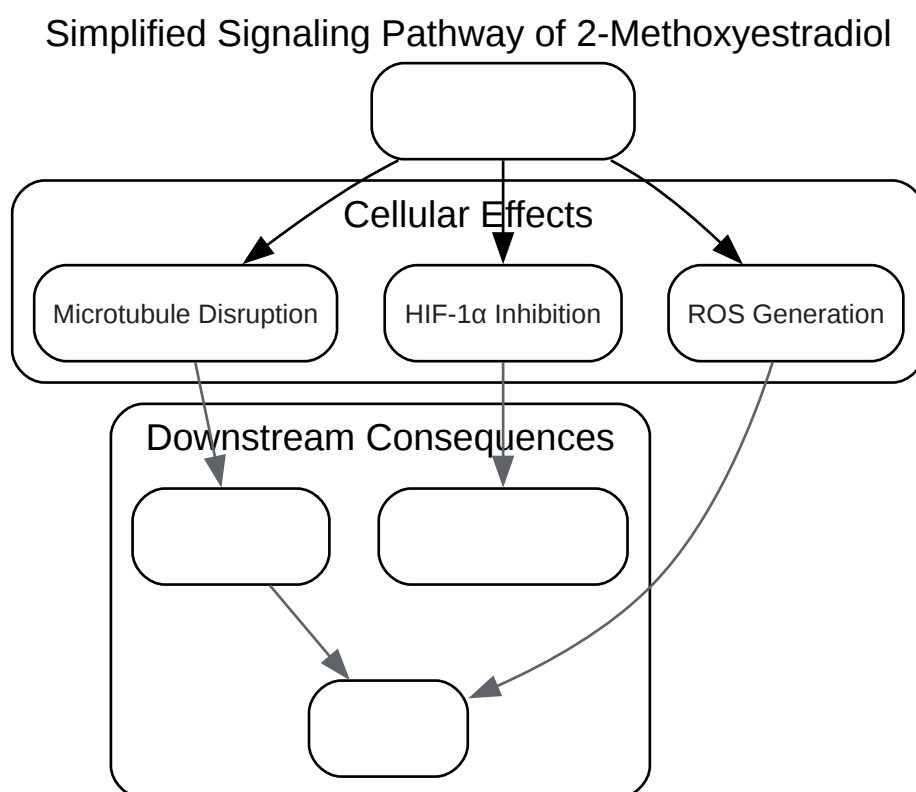 Simplified Signaling Pathway of 2-Methoxyestradiol
Cellular Effects
Microtubule Disruption
HIF-1α Inhibition
ROS Generation
Downstream Consequences